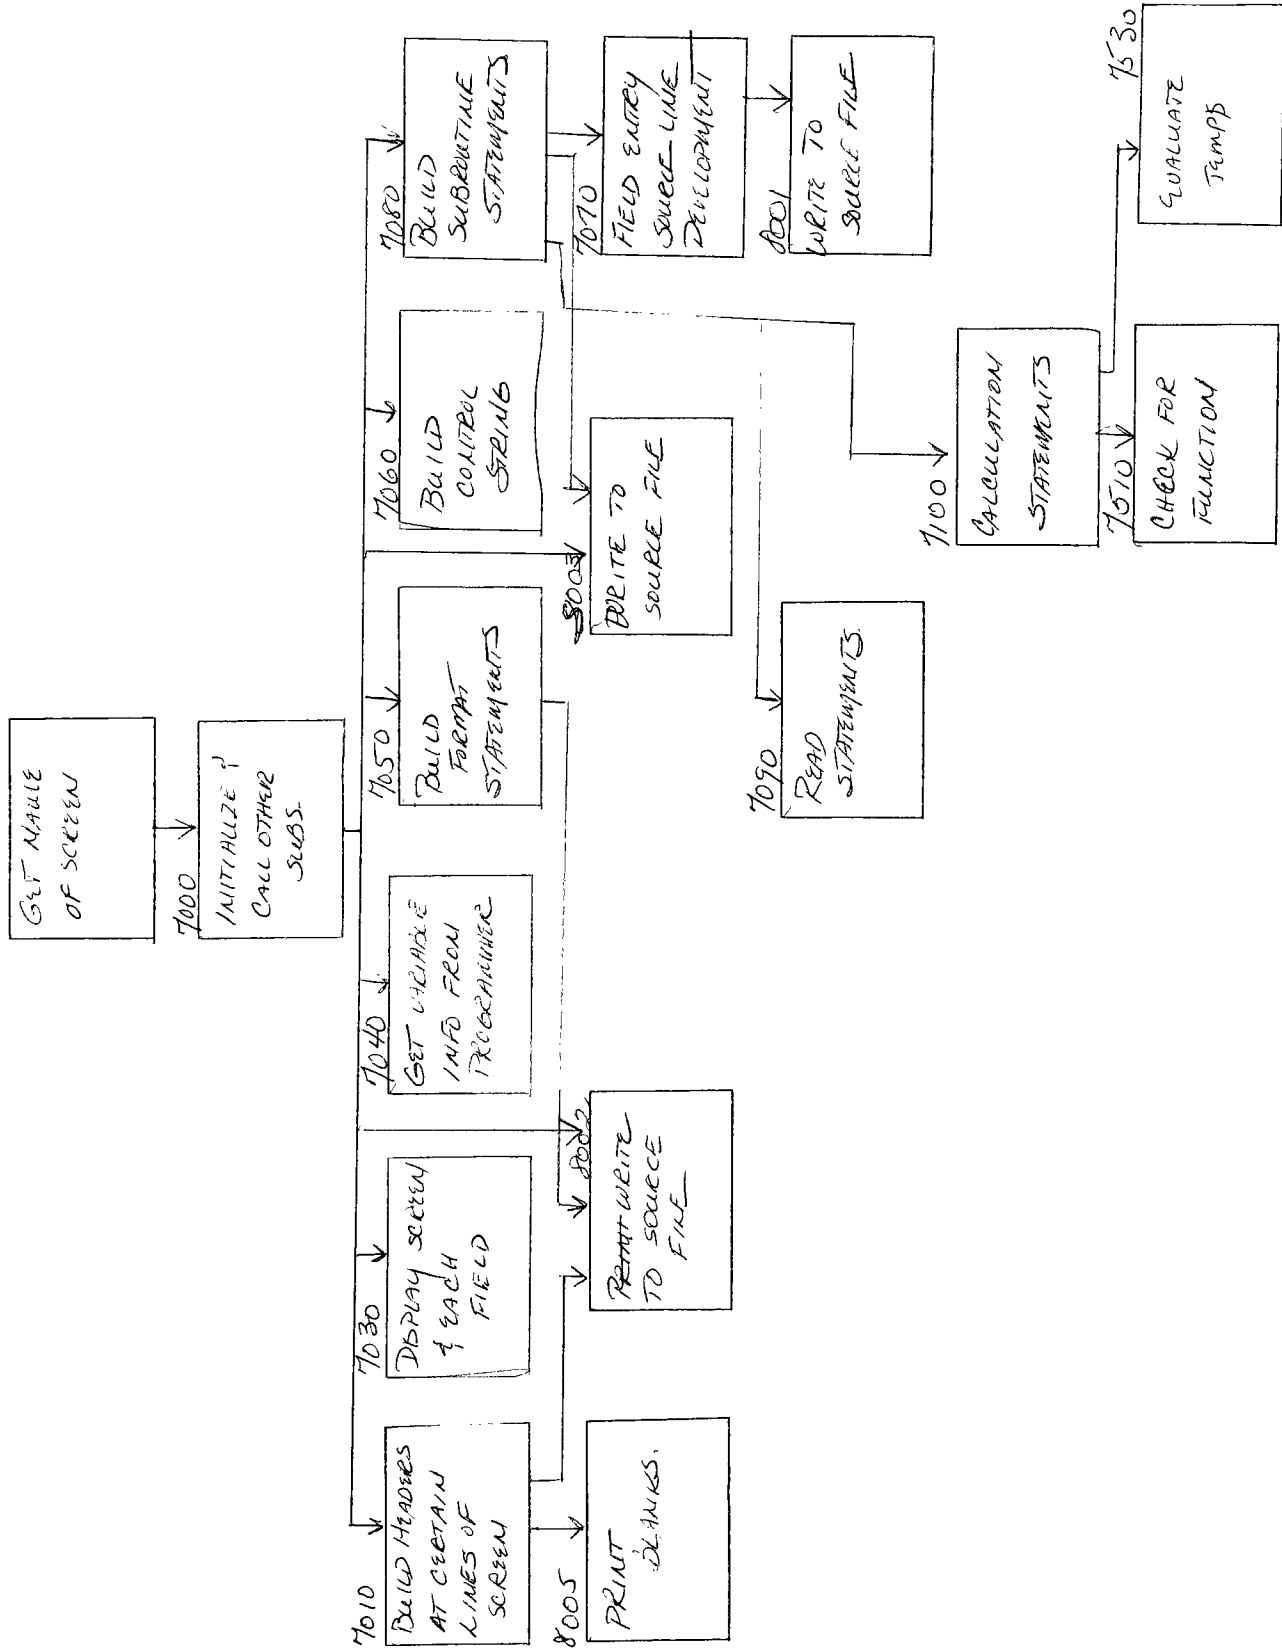 GET NAME
OF SCREEN
7000
INITIALIZE &
CALL OTHER
SUBS.
7010
BUILD HEADERS
AT CERTAIN
LINES OF
SCREEN
7030
DISPLAY SCREEN
& EACH
FIELD
7040
GET VARIABLE
INFO FROM
PROGRAMMER
7050
BUILD
FORMAT
STATEMENTS
7060
BUILD
CONTROL
STRING
7080
BUILD
SUBROUTINE
STATEMENTS
8005
PRINT
BLANKS.
8002
WRITE
TO SOURCE
FILE
8003
WRITE TO
SOURCE FILE
7070
FIELD ENTRY
SOURCE LINE
DEVELOPMENT
7090
READ
STATEMENTS.
8001
WRITE TO
SOURCE FILE
7100
CALCULATION
STATEMENTS
7510
CHECK FOR
FUNCTION
7530
EVALUATE